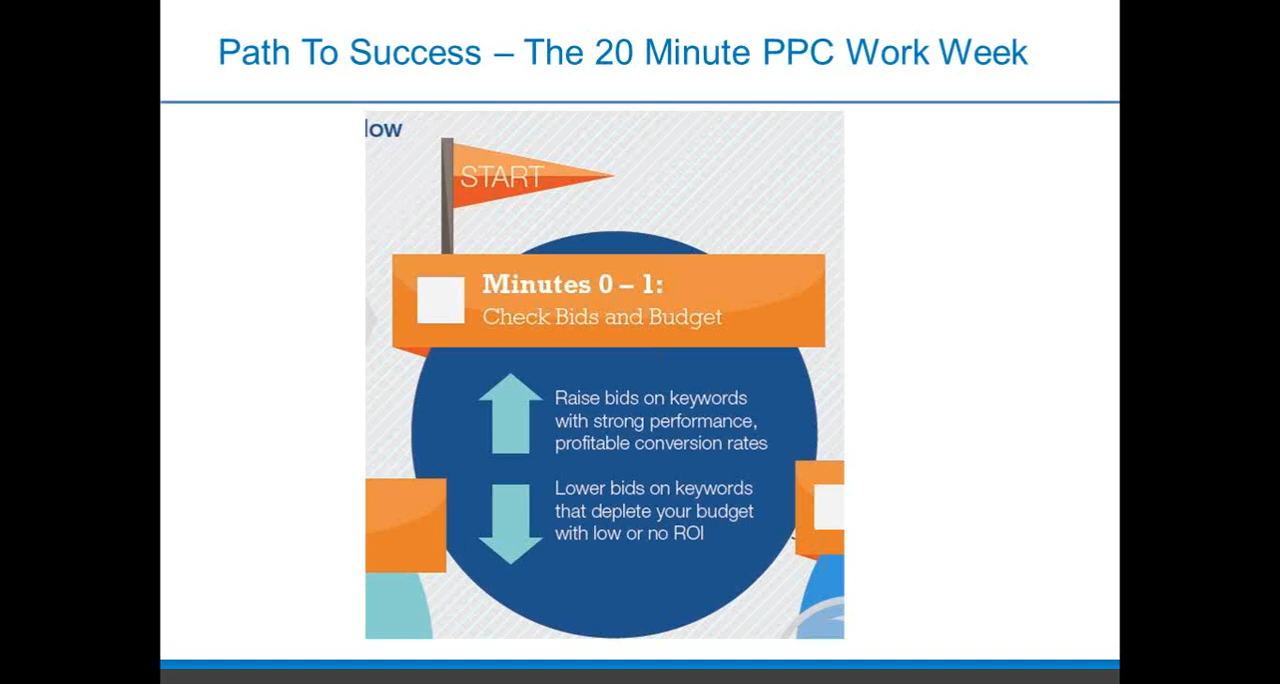 Path To Success – The 20 Minute PPC Work Week
low
START
Minutes 0 – 1:
Check Bids and Budget
Raise bids on keywords
with strong performance,
profitable conversion rates
Lower bids on keywords
that deplete your budget
with low or no ROI